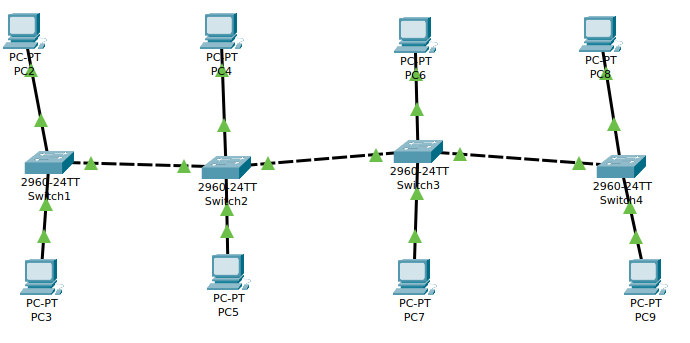 PC-PT
PC2
PC-PT
PC4
PC-PT
PC6
PC-PT
PC8
2960-24TT
Switch1
2960-24TT
Switch2
2960-24TT
Switch3
2960-24TT
Switch4
PC-PT
PC3
PC-PT
PC5
PC-PT
PC7
PC-PT
PC9